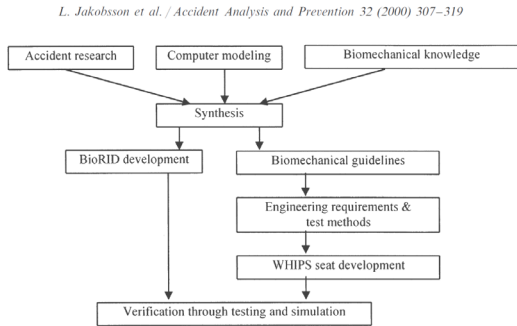 L. Jakobsson et al. / Accident Analysis and Prevention 32 (2000) 307–319
Accident research
Computer modeling
Biomechanical knowledge
Synthesis
BioRID development
Biomechanical guidelines
Engineering requirements &
test methods
WHIPS seat development
Verification through testing and simulation